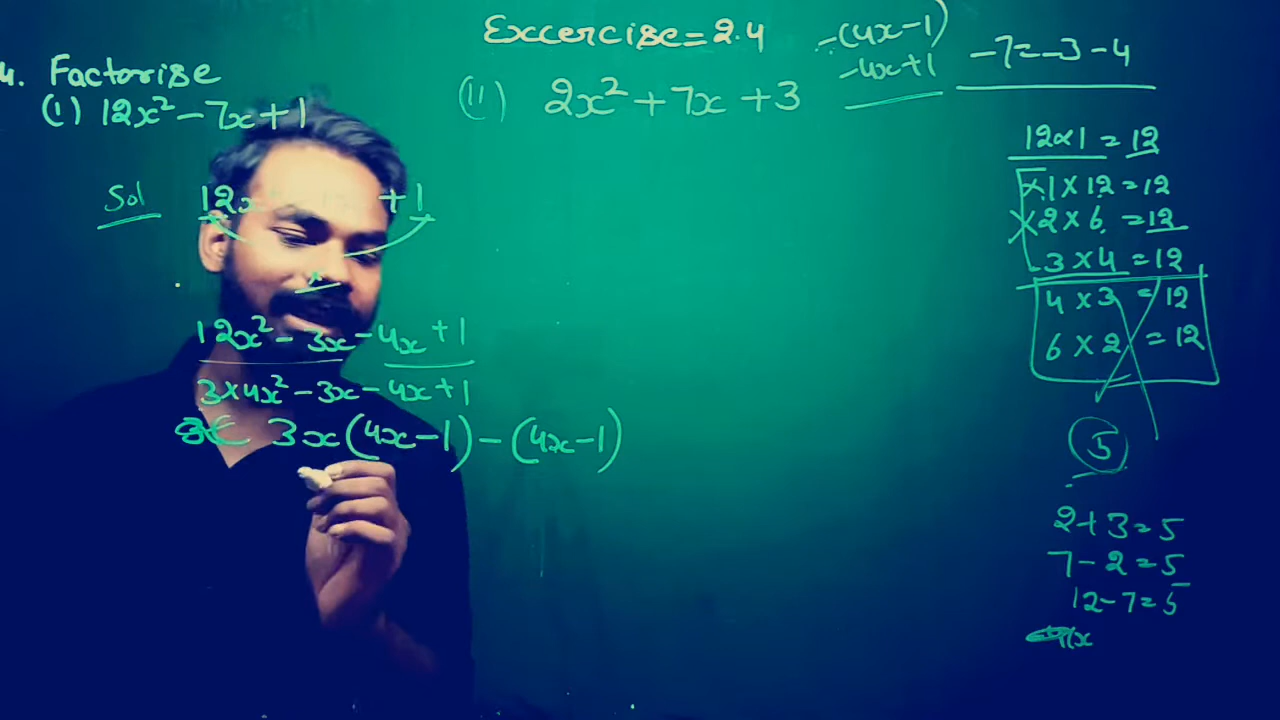 Exccercise=2.4
4. Factorise
(i) 12x² - 7x + 1
(ii) 2x² + 7x + 3
-(4x-1)
-4x+1
-7=-3-4
Sol
12x + 1
12x² - 3x - 4x + 1
3×4x² - 3x - 4x + 1
3x(4x-1) - (4x-1)
12×1 = 12
×1 × 12 = 12
×2 × 6 = 12
3 × 4 = 12
4 × 3 = 12
6 × 2 = 12
5
2+3=5
7-2=5
12-7=5